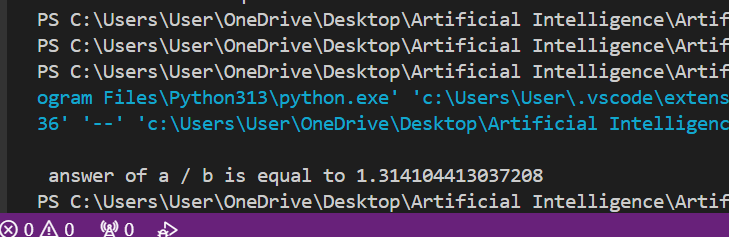 PS C:\Users\User\OneDrive\Desktop\Artificial Intelligence\Artif
PS C:\Users\User\OneDrive\Desktop\Artificial Intelligence\Artif
PS C:\Users\User\OneDrive\Desktop\Artificial Intelligence\Artif
ogram Files\Python313\python.exe' 'c:\Users\User\.vscode\extens
36' '--' 'c:\Users\User\OneDrive\Desktop\Artificial Intelligenc
answer of a / b is equal to 1.314104413037208
PS C:\Users\User\OneDrive\Desktop\Artificial Intelligence\Artif
0 0 0